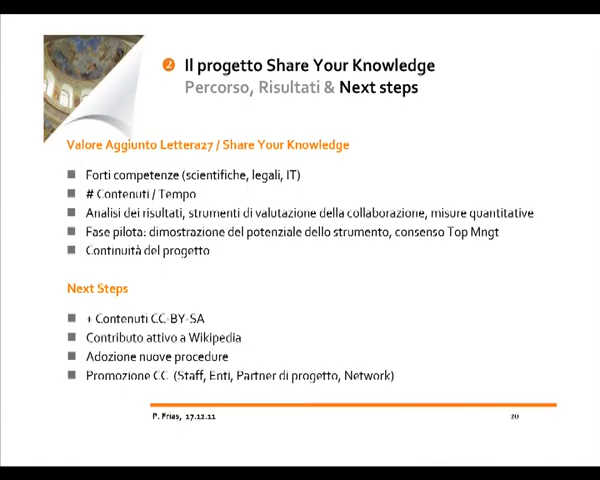 2 Il progetto Share Your Knowledge
Percorso, Risultati & Next steps
Valore Aggiunto Lettera27 / Share Your Knowledge
Forti competenze (scientifiche, legali, IT)
# Contenuti / Tempo
Analisi dei risultati, strumenti di valutazione della collaborazione, misure quantitative
Fase pilota: dimostrazione del potenziale dello strumento, consenso Top Mngt
Continuità del progetto
Next Steps
+ Contenuti CC-BY-SA
Contributo attivo a Wikipedia
Adozione nuove procedure
Promozione CC (Staff, Enti, Partner di progetto, Network)
P. Frias, 17.12.11 20